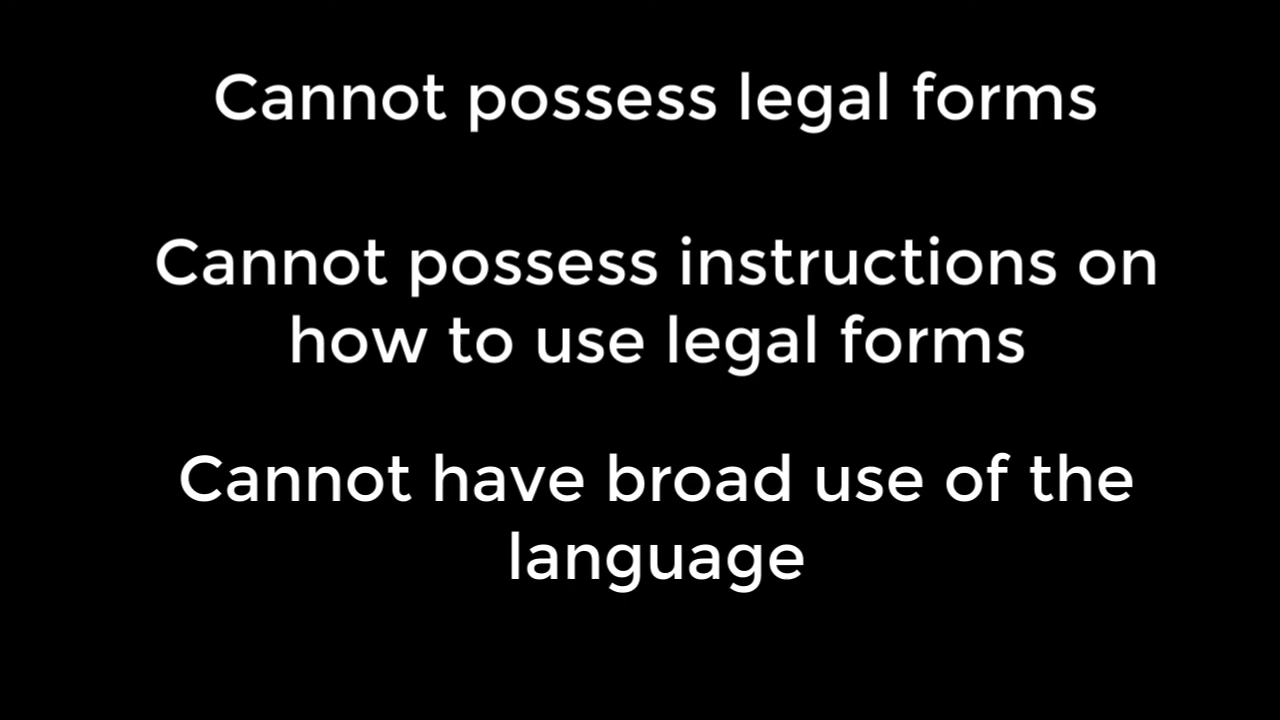 Cannot possess legal forms
Cannot possess instructions on
how to use legal forms
Cannot have broad use of the
language